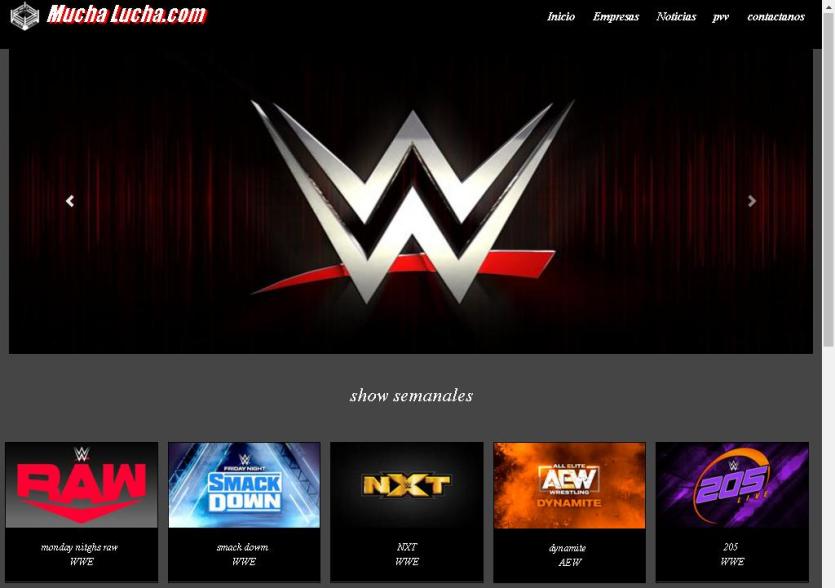 Mucha Lucha.com
Inicio Empresas Noticias pvv contactanos
W
show semanales
W
RAW
W
FRIDAY NIGHT
SMACK
DOWN
NXT
ALL ELITE
AEW
WRESTLING
DYNAMITE
W
205
LIVE
monday nitghs raw
WWE
smack dowm
WWE
NXT
WWE
dynamite
AEW
205
WWE